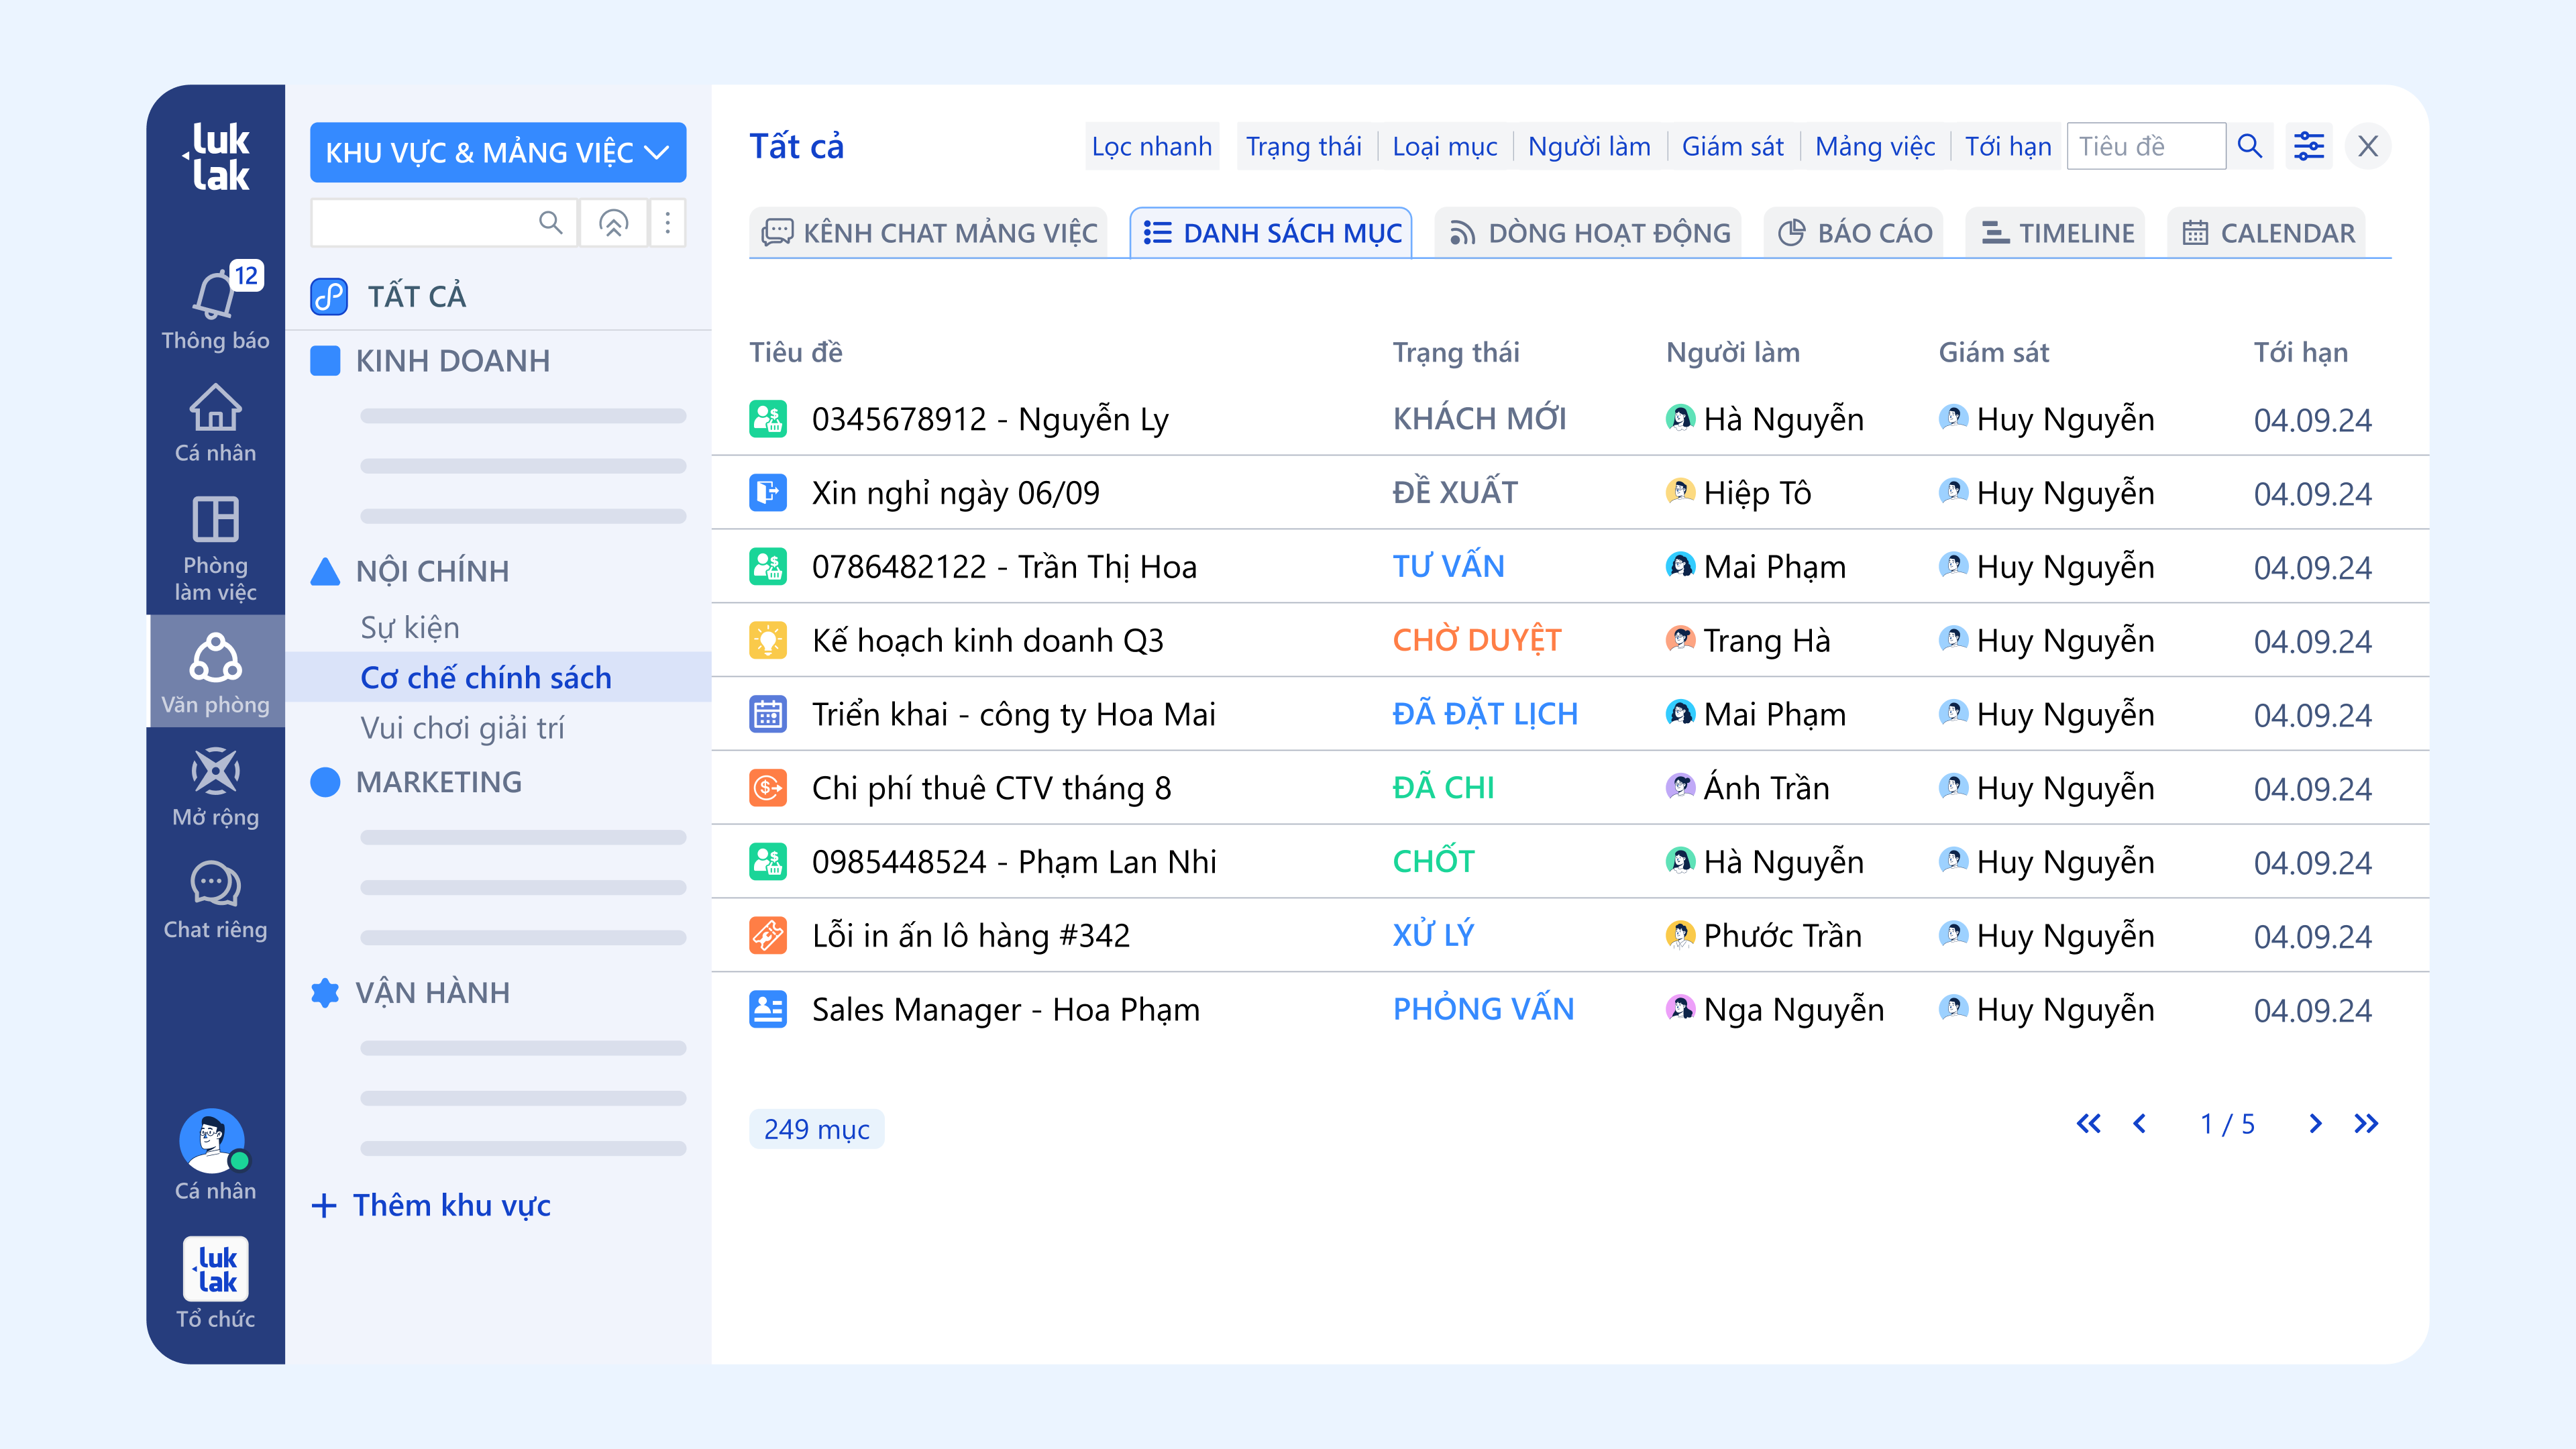 luk
lak
12
Thông báo
Cá nhân
Phòng
làm việc
Văn phòng
Mở rộng
Chat riêng
Cá nhân
luk
lak
Tổ chức
KHU VỰC & MẢNG VIỆC
TẤT CẢ
KINH DOANH
NỘI CHÍNH
Sự kiện
Cơ chế chính sách
Vui chơi giải trí
MARKETING
VẬN HÀNH
+ Thêm khu vực
Tất cả
Lọc nhanh Trạng thái Loại mục Người làm Giám sát Mảng việc Tới hạn Tiêu đề X
KÊNH CHAT MẢNG VIỆC DANH SÁCH MỤC DÒNG HOẠT ĐỘNG BÁO CÁO TIMELINE CALENDAR
Tiêu đề Trạng thái Người làm Giám sát Tới hạn
0345678912 - Nguyễn Ly KHÁCH MỚI Hà Nguyễn Huy Nguyễn 04.09.24
Xin nghỉ ngày 06/09 ĐỀ XUẤT Hiệp Tô Huy Nguyễn 04.09.24
0786482122 - Trần Thị Hoa TƯ VẤN Mai Phạm Huy Nguyễn 04.09.24
Kế hoạch kinh doanh Q3 CHỜ DUYỆT Trang Hà Huy Nguyễn 04.09.24
Triển khai - công ty Hoa Mai ĐÃ ĐẶT LỊCH Mai Phạm Huy Nguyễn 04.09.24
Chi phí thuê CTV tháng 8 ĐÃ CHI Ánh Trần Huy Nguyễn 04.09.24
0985448524 - Phạm Lan Nhi CHỐT Hà Nguyễn Huy Nguyễn 04.09.24
Lỗi in ấn lô hàng #342 XỬ LÝ Phước Trần Huy Nguyễn 04.09.24
Sales Manager - Hoa Phạm PHỎNG VẤN Nga Nguyễn Huy Nguyễn 04.09.24
249 mục
1 / 5